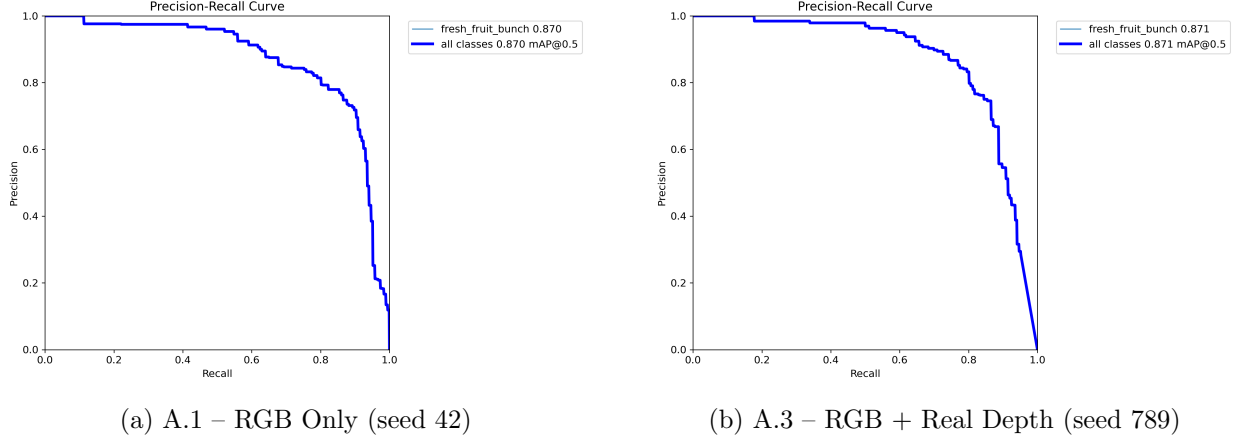 Precision-Recall Curve
1.0
0.8
0.6
0.4
0.2
0.0
Precision
0.0 0.2 0.4 0.6 0.8 1.0
Recall
fresh_fruit_bunch 0.870
all classes 0.870 mAP@0.5
(a) A.1 – RGB Only (seed 42)
Precision-Recall Curve
1.0
0.8
0.6
0.4
0.2
0.0
Precision
0.0 0.2 0.4 0.6 0.8 1.0
Recall
fresh_fruit_bunch 0.871
all classes 0.871 mAP@0.5
(b) A.3 – RGB + Real Depth (seed 789)